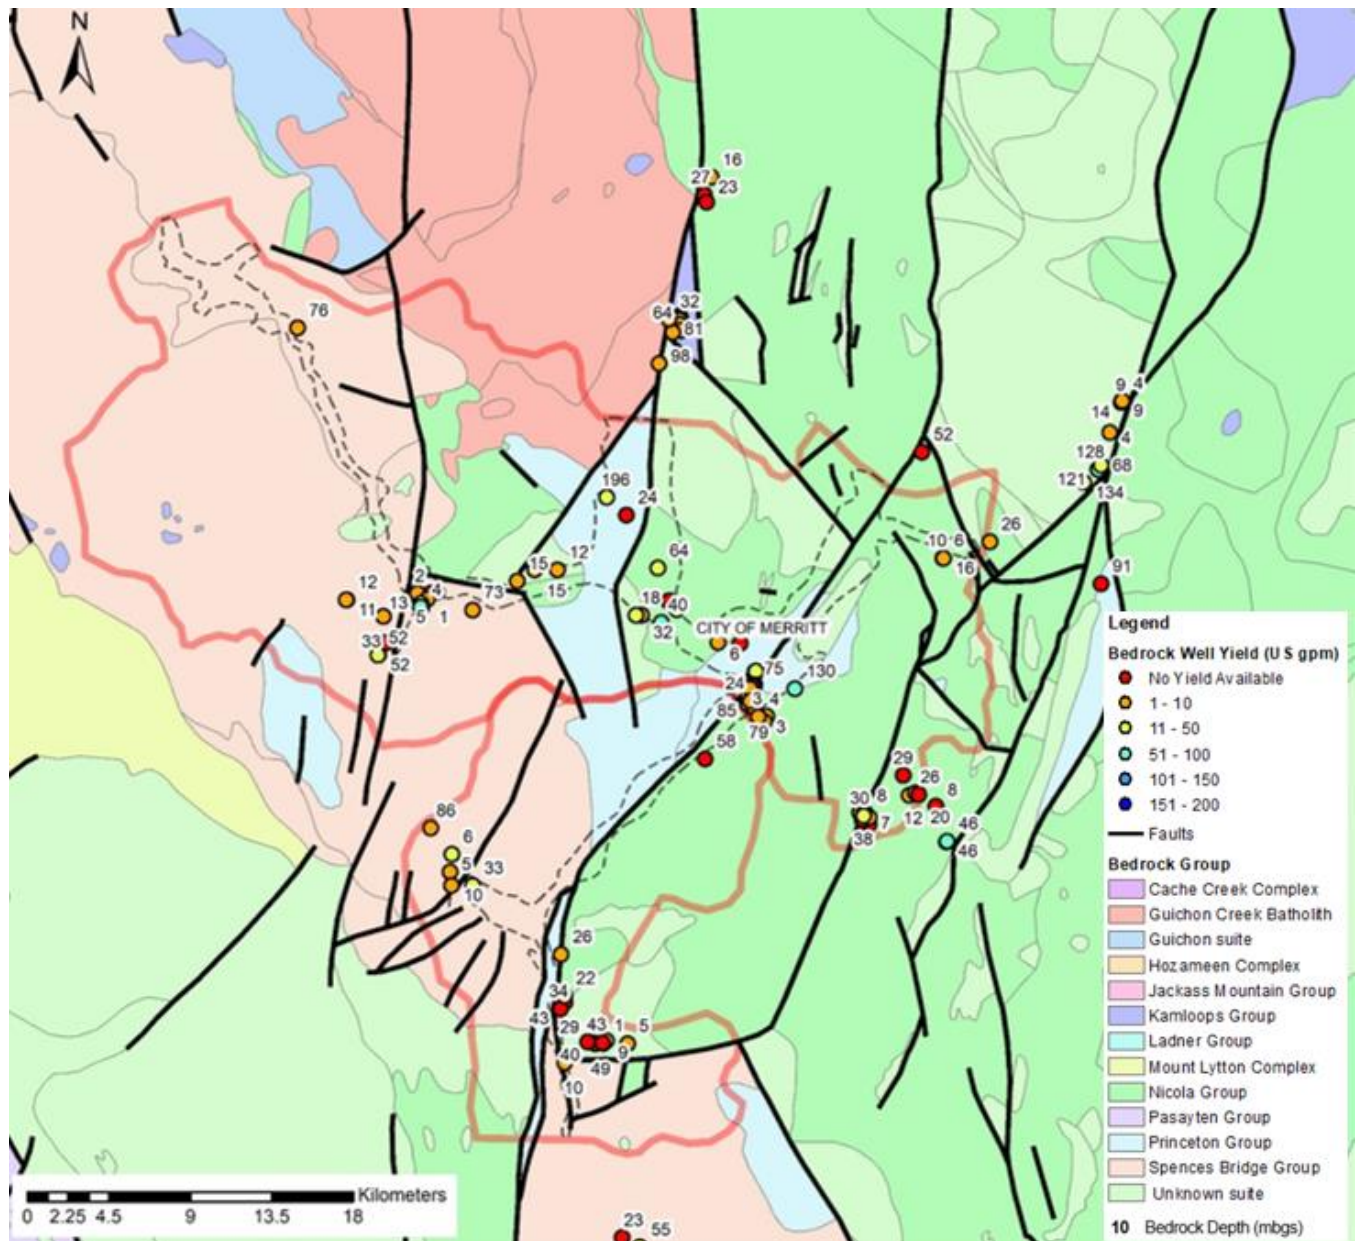 N
16
27
23
76
32
64
81
98
9 4
14 9
4
52
128
68
121
134
196
24
26
10 6
16
64
12
15
15
91
12
2
74
73
13
11
5 1
18
40
32
CITY OF MERRITT
6
33 52
52
75
130
24
3 4
85
79 3
58
29
26
8
30 8
12
20
7
38
46
46
86
6
5
33
10
26
22
34
43
29 43 1 5
40 9
49
10
23
55
Kilometers
0 2.25 4.5 9 13.5 18
Legend
Bedrock Well Yield (US gpm)
No Yield Available
1 - 10
11 - 50
51 - 100
101 - 150
151 - 200
Faults
Bedrock Group
Cache Creek Complex
Guichon Creek Batholith
Guichon suite
Hozameen Complex
Jackass Mountain Group
Kamloops Group
Ladner Group
Mount Lytton Complex
Nicola Group
Pasayten Group
Princeton Group
Spences Bridge Group
Unknown suite
10 Bedrock Depth (mbgs)